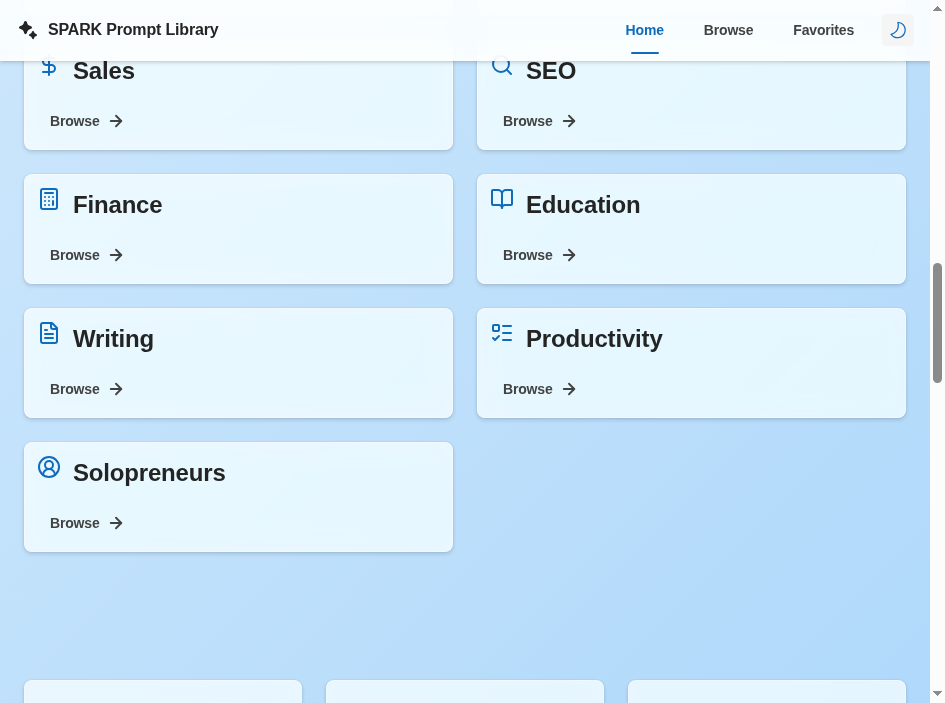 SPARK Prompt Library
Home
Browse
Favorites
Sales
Browse
SEO
Browse
Finance
Browse
Education
Browse
Writing
Browse
Productivity
Browse
Solopreneurs
Browse